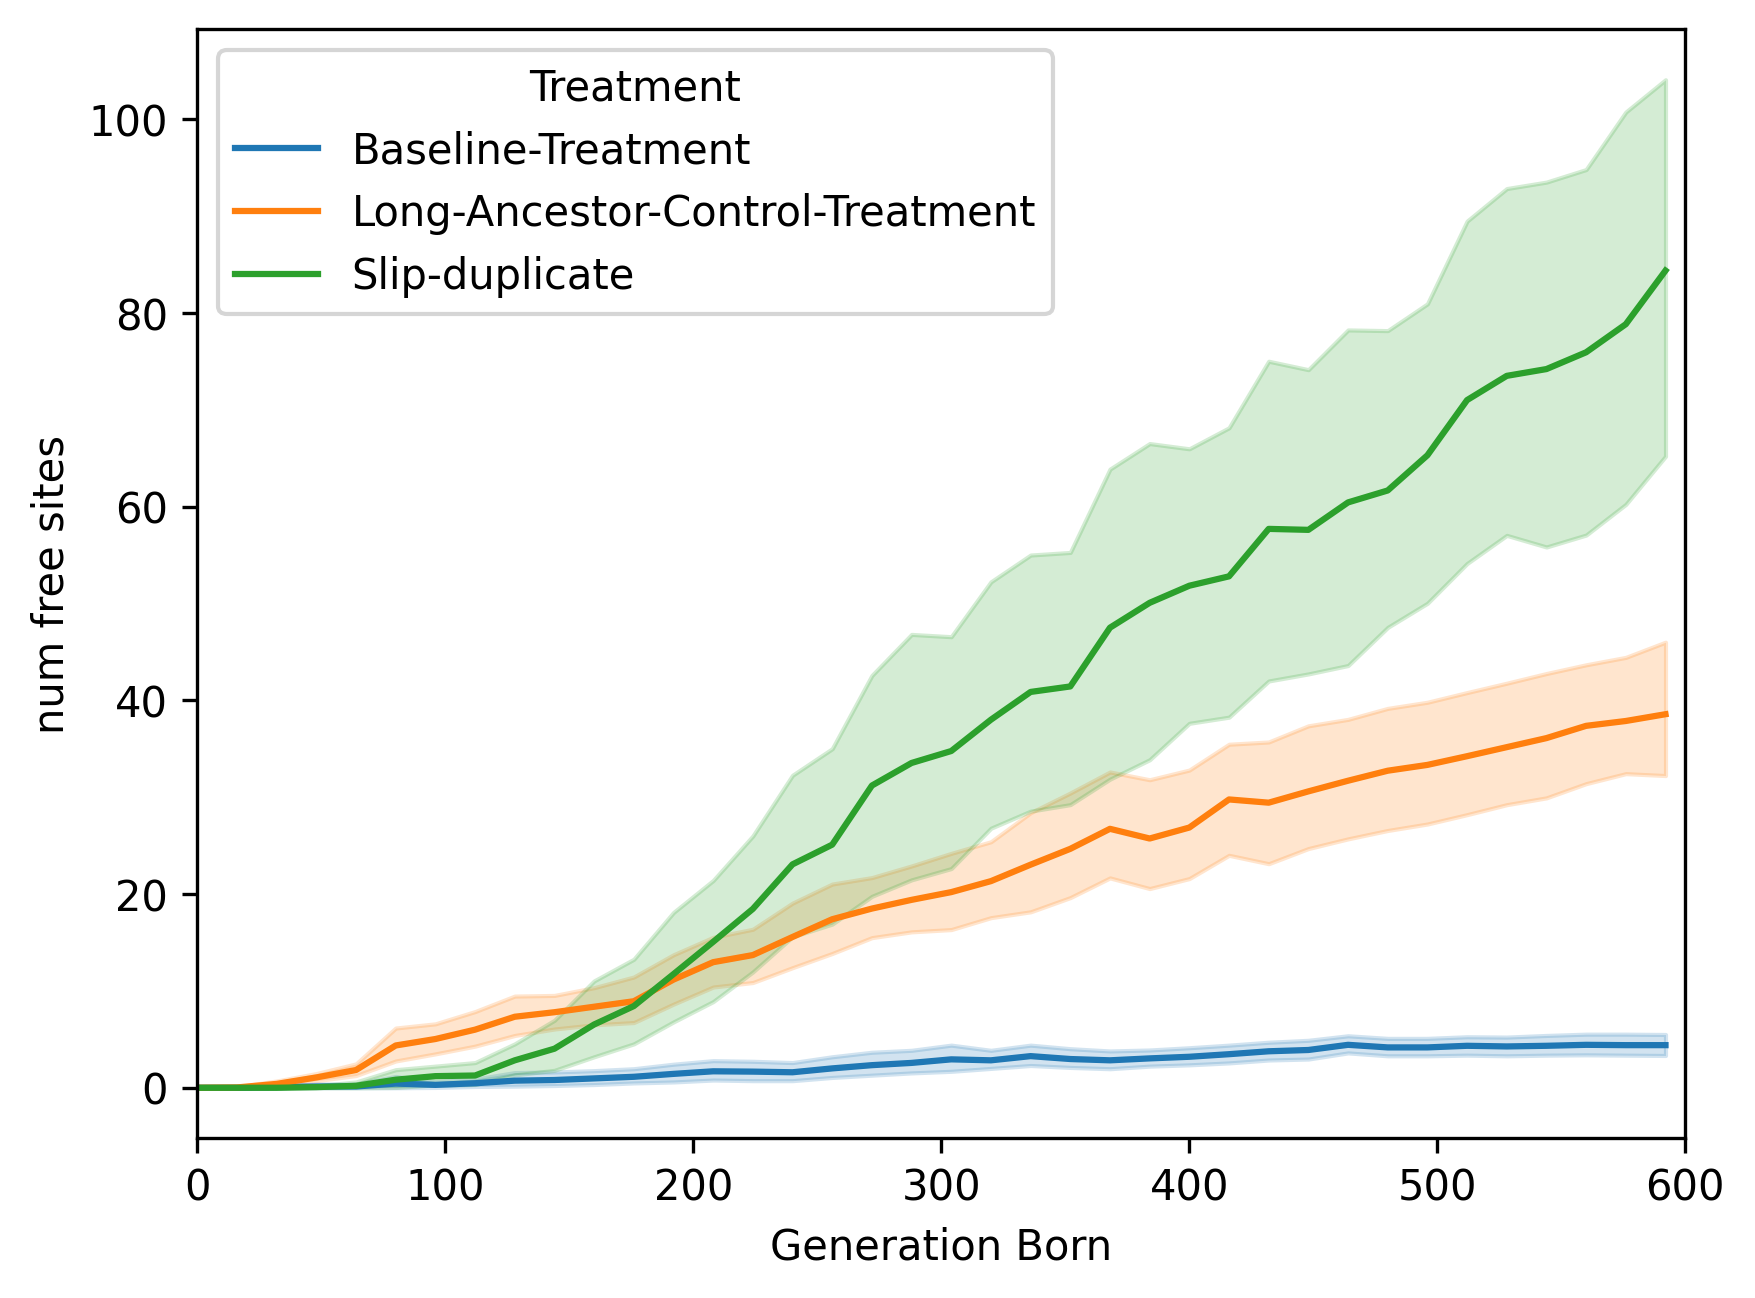 Treatment
Baseline-Treatment
Long-Ancestor-Control-Treatment
Slip-duplicate
100
80
60
40
20
0
num free sites
0 100 200 300 400 500 600
Generation Born